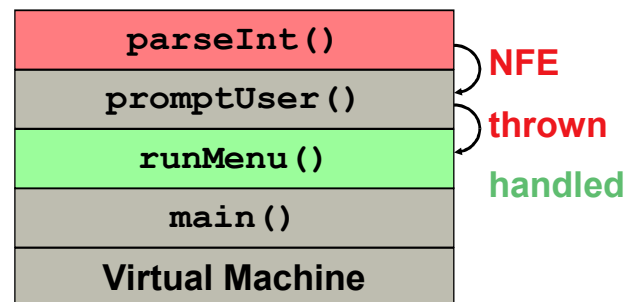 parseInt()
NFE
promptUser()
thrown
runMenu()
handled
main()
Virtual Machine